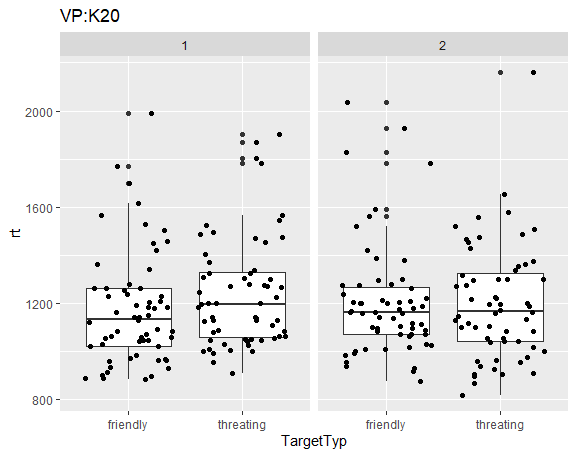 VP:K20
1 2
2000
1600
rt
1200
800
friendly threating friendly threating
TargetTyp